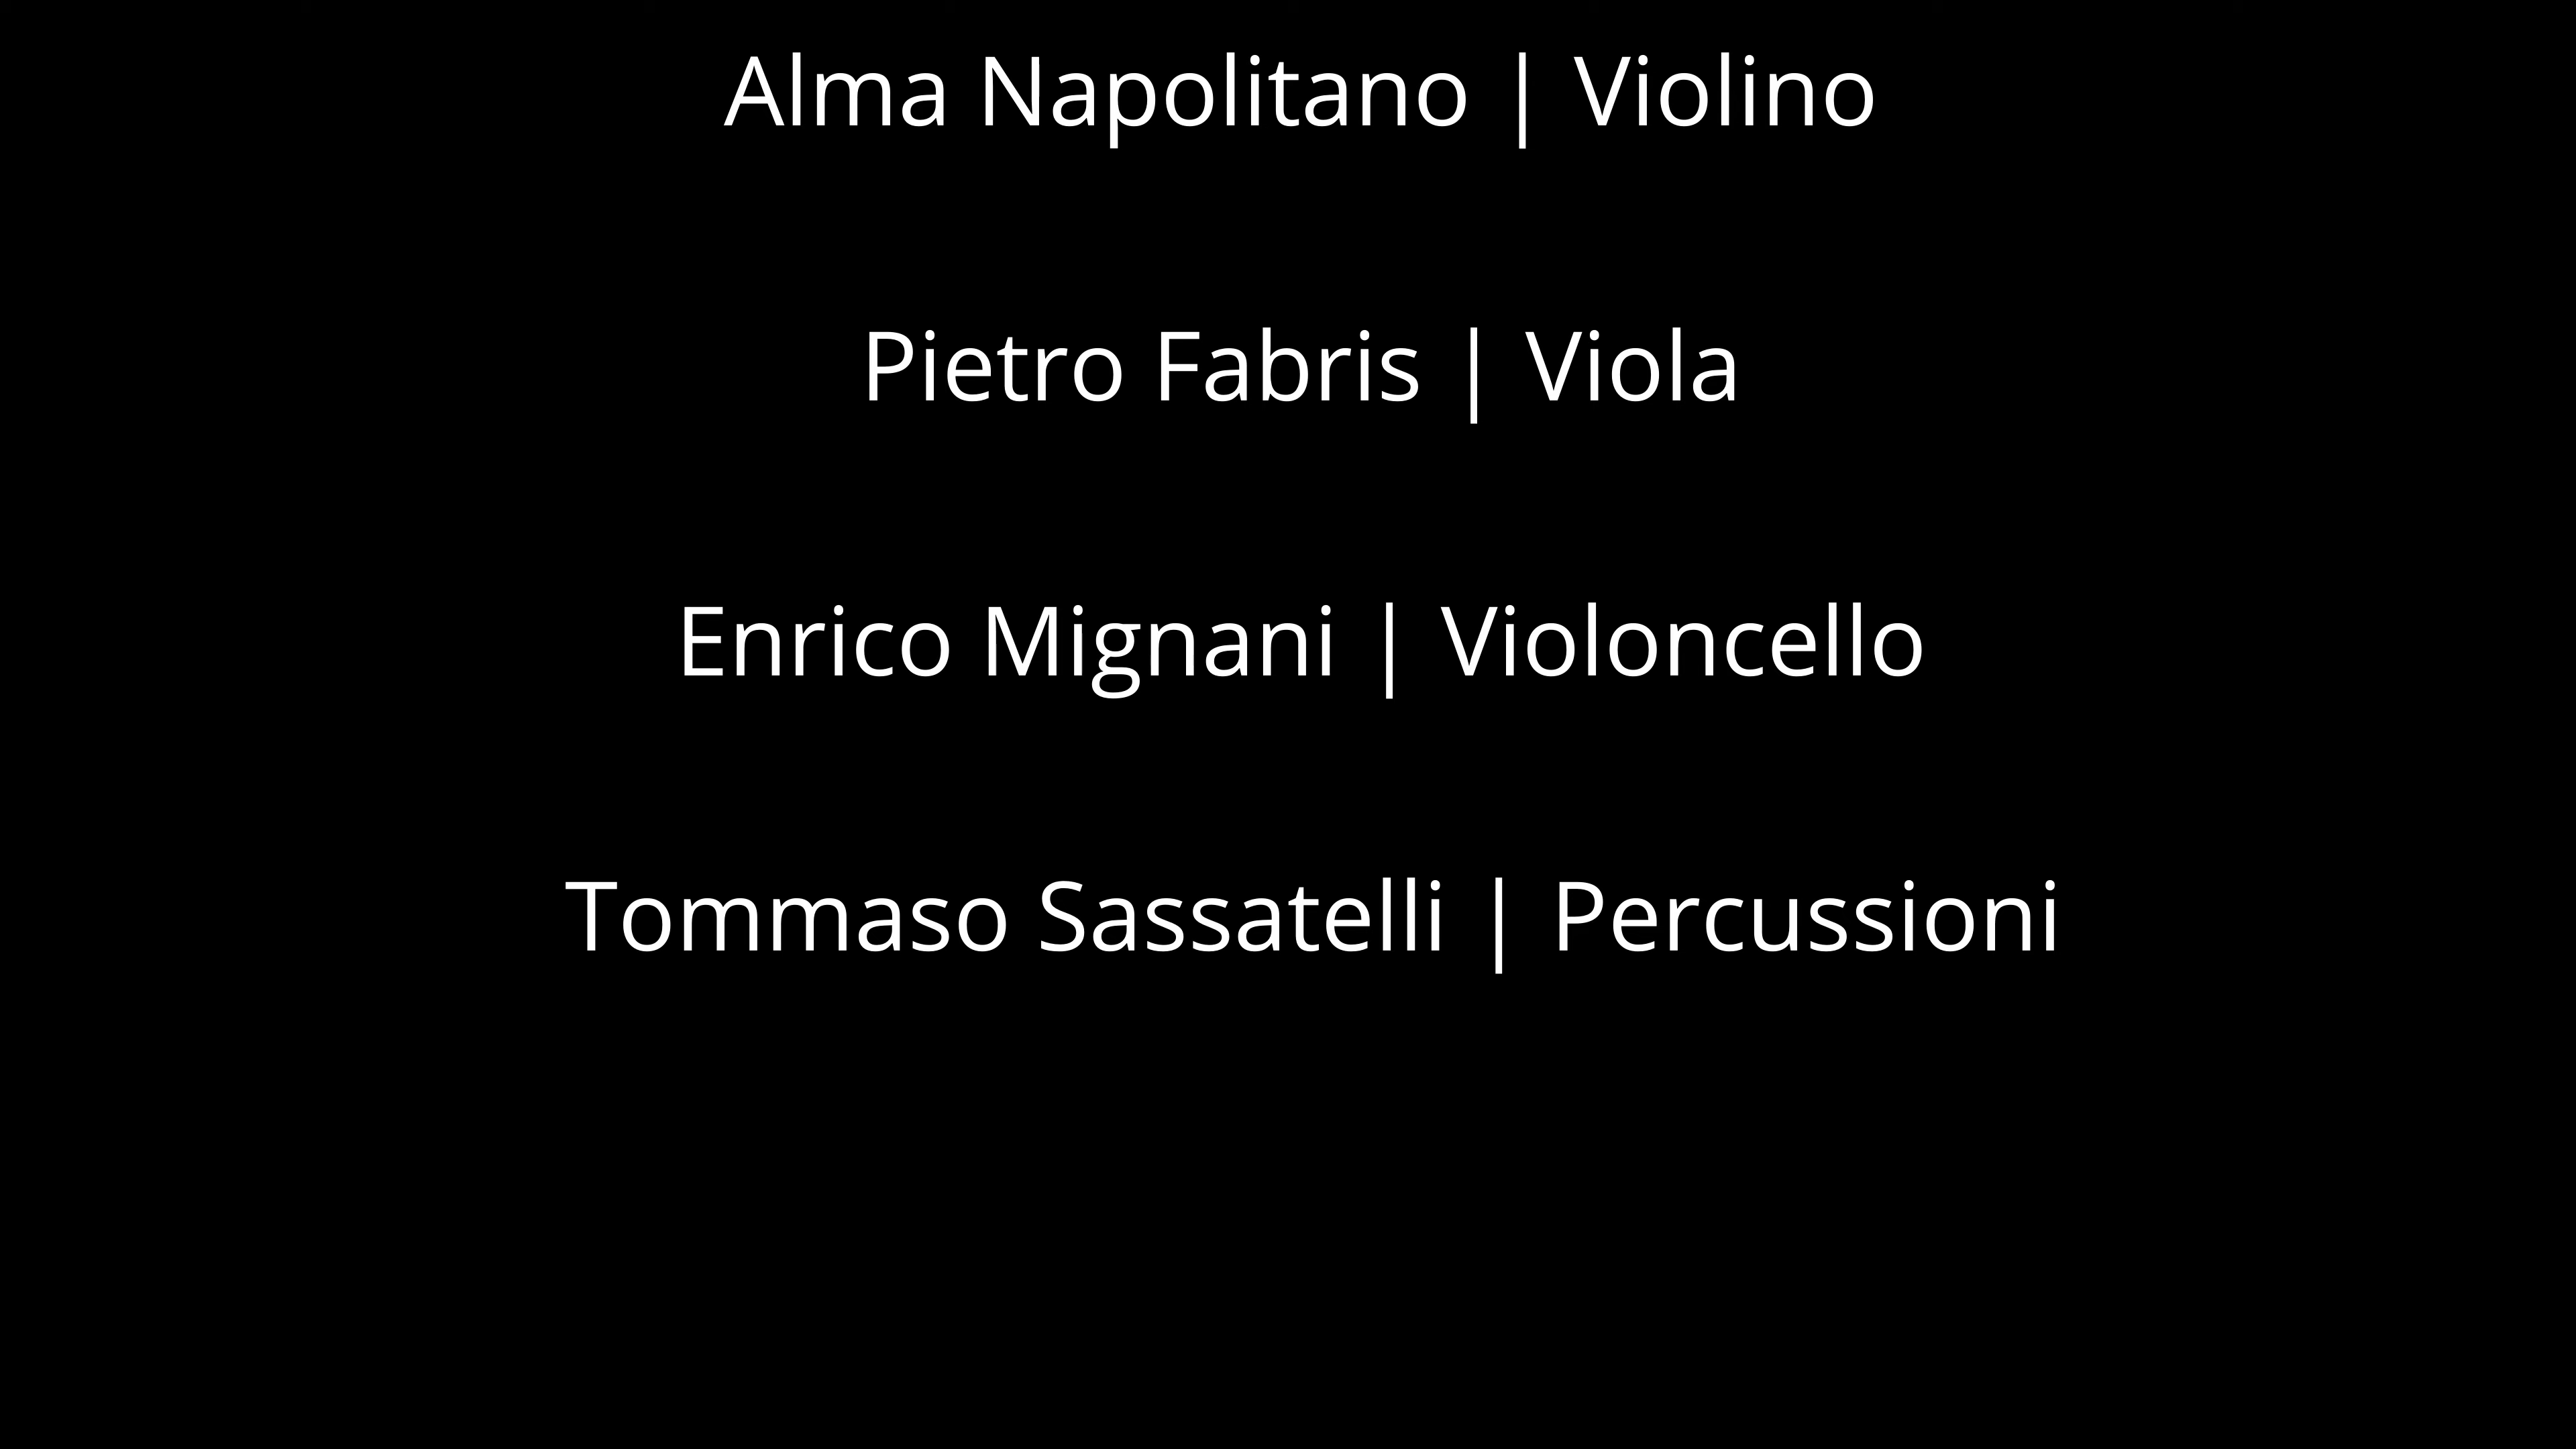 Alma Napolitano | Violino
Pietro Fabris | Viola
Enrico Mignani | Violoncello
Tommaso Sassatelli | Percussioni